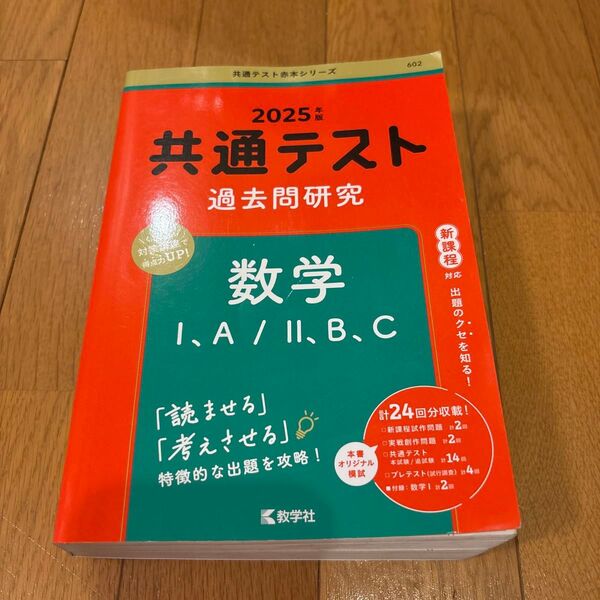 共通テスト赤本シリーズ
602
2025年版
共通テスト
過去問研究
対策講座で
得点力UP!
新課程
対応
出題のクセを知る!
数学
I、A / II、B、C
「読ませる」
「考えさせる」
特徴的な出題を攻略!
本書
オリジナル
模試
計24回分収載!
□新課程試作問題 計2回
□実戦創作問題 計2回
□共通テスト
本試験/追試験 計14回
□プレテスト(試行調査) 計4回
■付録:数学I 計2回
教学社